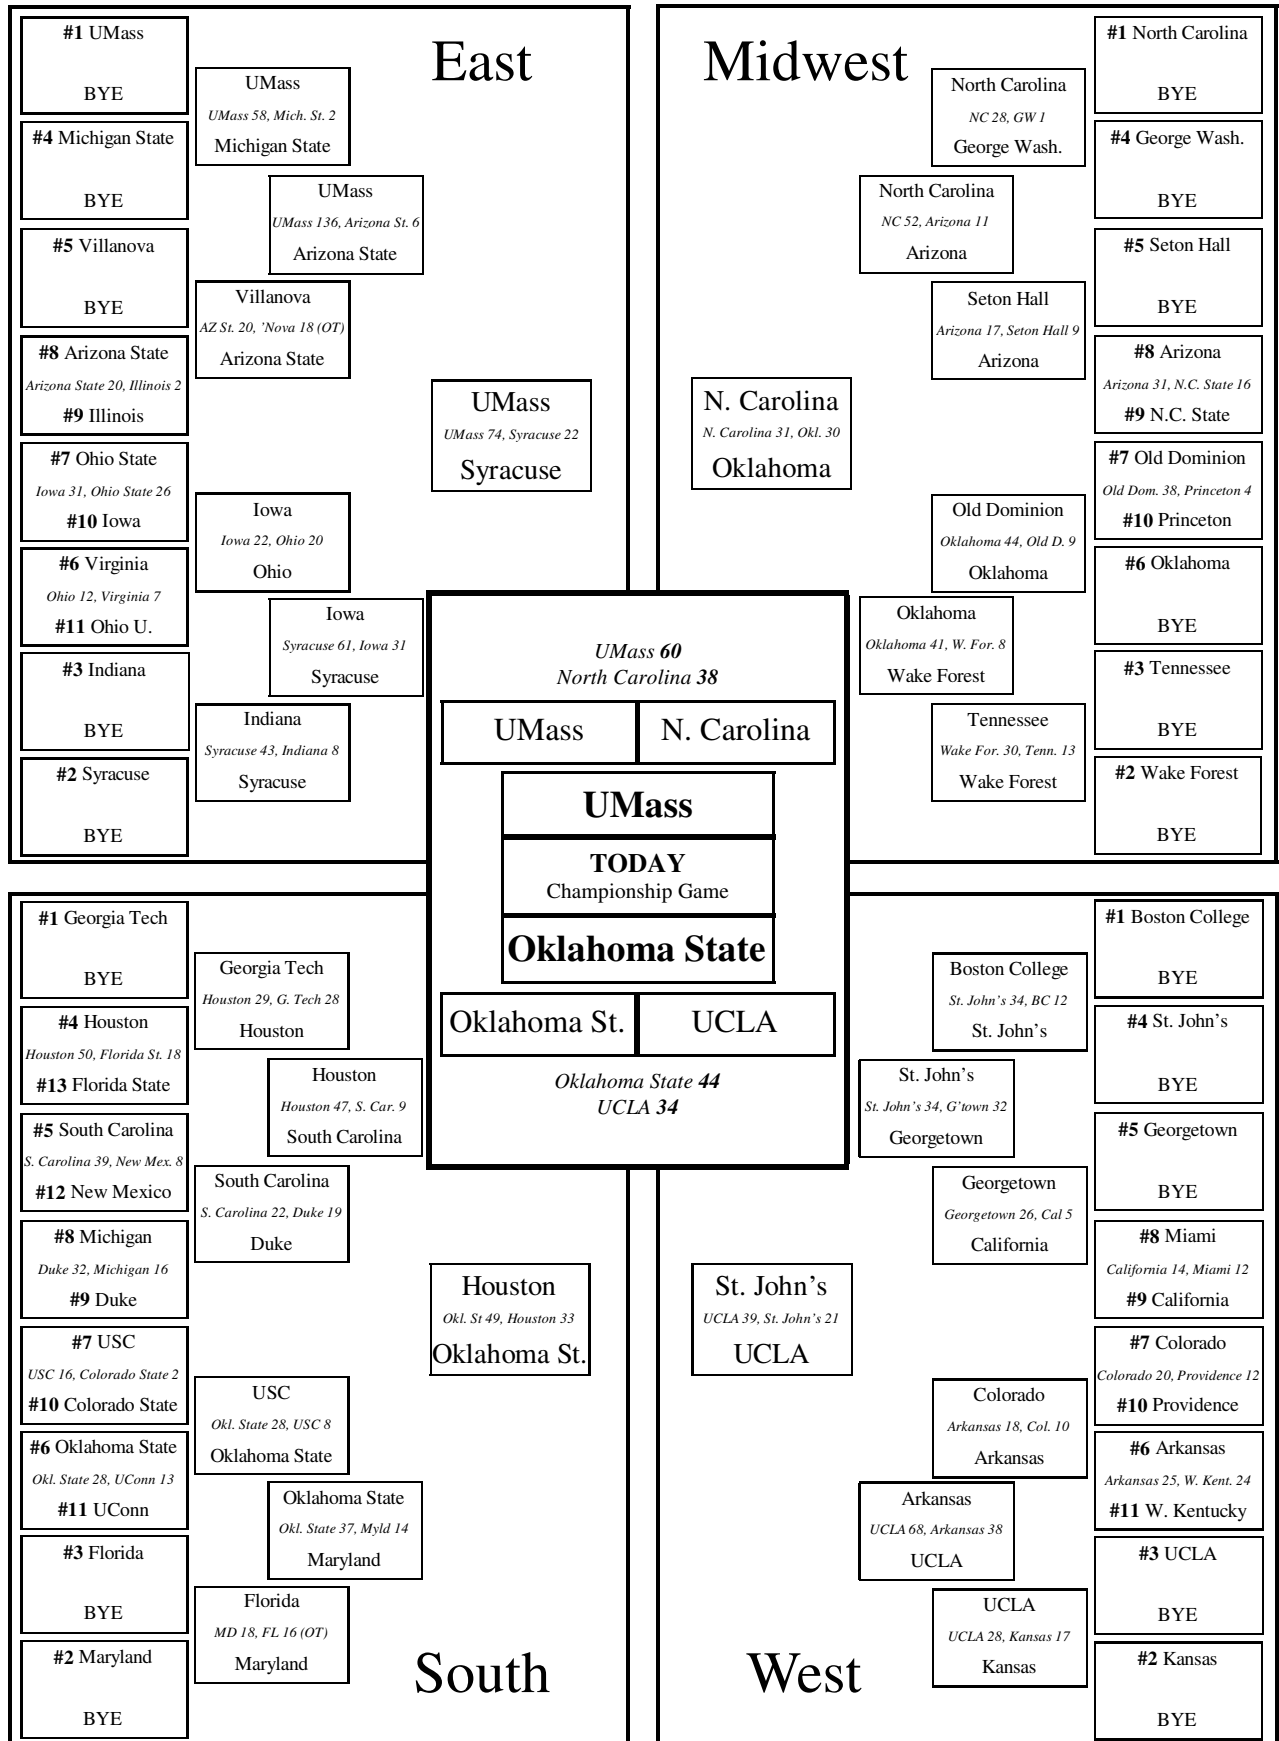 East
#1 UMass
BYE
#4 Michigan State
BYE
#5 Villanova
BYE
#8 Arizona State
Arizona State 20, Illinois 2
#9 Illinois
#7 Ohio State
Iowa 31, Ohio State 26
#10 Iowa
#6 Virginia
Ohio 12, Virginia 7
#11 Ohio U.
#3 Indiana
BYE
#2 Syracuse
BYE
UMass
UMass 58, Mich. St. 2
Michigan State
Villanova
AZ St. 20, 'Nova 18 (OT)
Arizona State
Iowa
Iowa 22, Ohio 20
Ohio
Indiana
Syracuse 43, Indiana 8
Syracuse
UMass
UMass 136, Arizona St. 6
Arizona State
Iowa
Syracuse 61, Iowa 31
Syracuse
UMass
UMass 74, Syracuse 22
Syracuse
Midwest
#1 North Carolina
BYE
#4 George Wash.
BYE
#5 Seton Hall
BYE
#8 Arizona
Arizona 31, N.C. State 16
#9 N.C. State
#7 Old Dominion
Old Dom. 38, Princeton 4
#10 Princeton
#6 Oklahoma
BYE
#3 Tennessee
BYE
#2 Wake Forest
BYE
North Carolina
NC 28, GW 1
George Wash.
Seton Hall
Arizona 17, Seton Hall 9
Arizona
Old Dominion
Oklahoma 44, Old D. 9
Oklahoma
Tennessee
Wake For. 30, Tenn. 13
Wake Forest
North Carolina
NC 52, Arizona 11
Arizona
Oklahoma
Oklahoma 41, W. For. 8
Wake Forest
N. Carolina
N. Carolina 31, Okl. 30
Oklahoma
UMass 60
North Carolina 38
UMass
N. Carolina
UMass
TODAY
Championship Game
Oklahoma State
Oklahoma St.
UCLA
Oklahoma State 44
UCLA 34
#1 Georgia Tech
BYE
#4 Houston
Houston 50, Florida St. 18
#13 Florida State
#5 South Carolina
S. Carolina 39, New Mex. 8
#12 New Mexico
#8 Michigan
Duke 32, Michigan 16
#9 Duke
#7 USC
USC 16, Colorado State 2
#10 Colorado State
#6 Oklahoma State
Okl. State 28, UConn 13
#11 UConn
#3 Florida
BYE
#2 Maryland
BYE
Georgia Tech
Houston 29, G. Tech 28
Houston
South Carolina
S. Carolina 22, Duke 19
Duke
USC
Okl. State 28, USC 8
Oklahoma State
Florida
MD 18, FL 16 (OT)
Maryland
Houston
Houston 47, S. Car. 9
South Carolina
Oklahoma State
Okl. State 37, Myld 14
Maryland
Houston
Okl. St 49, Houston 33
Oklahoma St.
South
#1 Boston College
BYE
#4 St. John's
BYE
#5 Georgetown
BYE
#8 Miami
California 14, Miami 12
#9 California
#7 Colorado
Colorado 20, Providence 12
#10 Providence
#6 Arkansas
Arkansas 25, W. Kent. 24
#11 W. Kentucky
#3 UCLA
BYE
#2 Kansas
BYE
Boston College
St. John's 34, BC 12
St. John's
Georgetown
Georgetown 26, Cal 5
California
Colorado
Arkansas 18, Col. 10
Arkansas
UCLA
UCLA 28, Kansas 17
Kansas
St. John's
St. John's 34, G'town 32
Georgetown
Arkansas
UCLA 68, Arkansas 38
UCLA
St. John's
UCLA 39, St. John's 21
UCLA
West